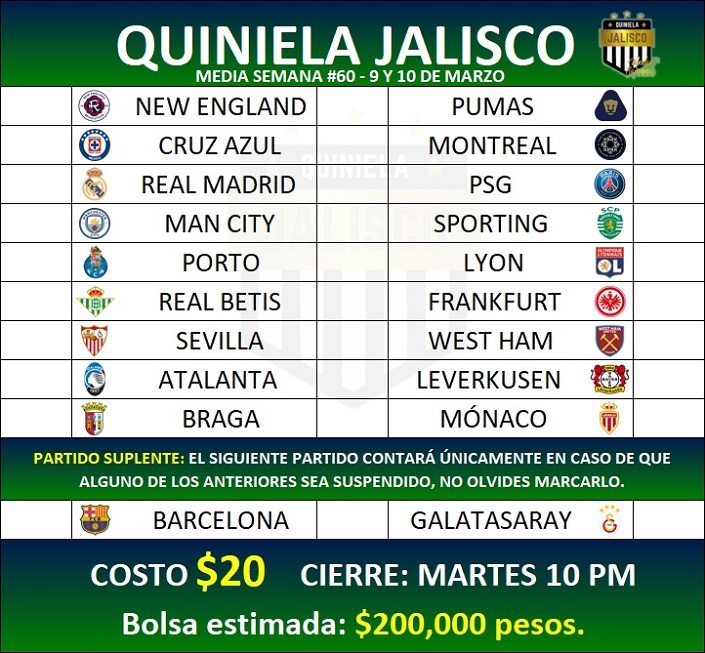 QUINIELA JALISCO
MEDIA SEMANA #60 - 9 Y 10 DE MARZO
NEW ENGLAND PUMAS
CRUZ AZUL MONTREAL
REAL MADRID PSG
MAN CITY SPORTING
PORTO LYON
REAL BETIS FRANKFURT
SEVILLA WEST HAM
ATALANTA LEVERKUSEN
BRAGA MÓNACO
QUINIELA
JALISCO
PARTIDO SUPLENTE: EL SIGUIENTE PARTIDO CONTARÁ ÚNICAMENTE EN CASO DE QUE
ALGUNO DE LOS ANTERIORES SEA SUSPENDIDO, NO OLVIDES MARCARLO.
BARCELONA GALATASARAY
COSTO $20 CIERRE: MARTES 10 PM
Bolsa estimada: $200,000 pesos.